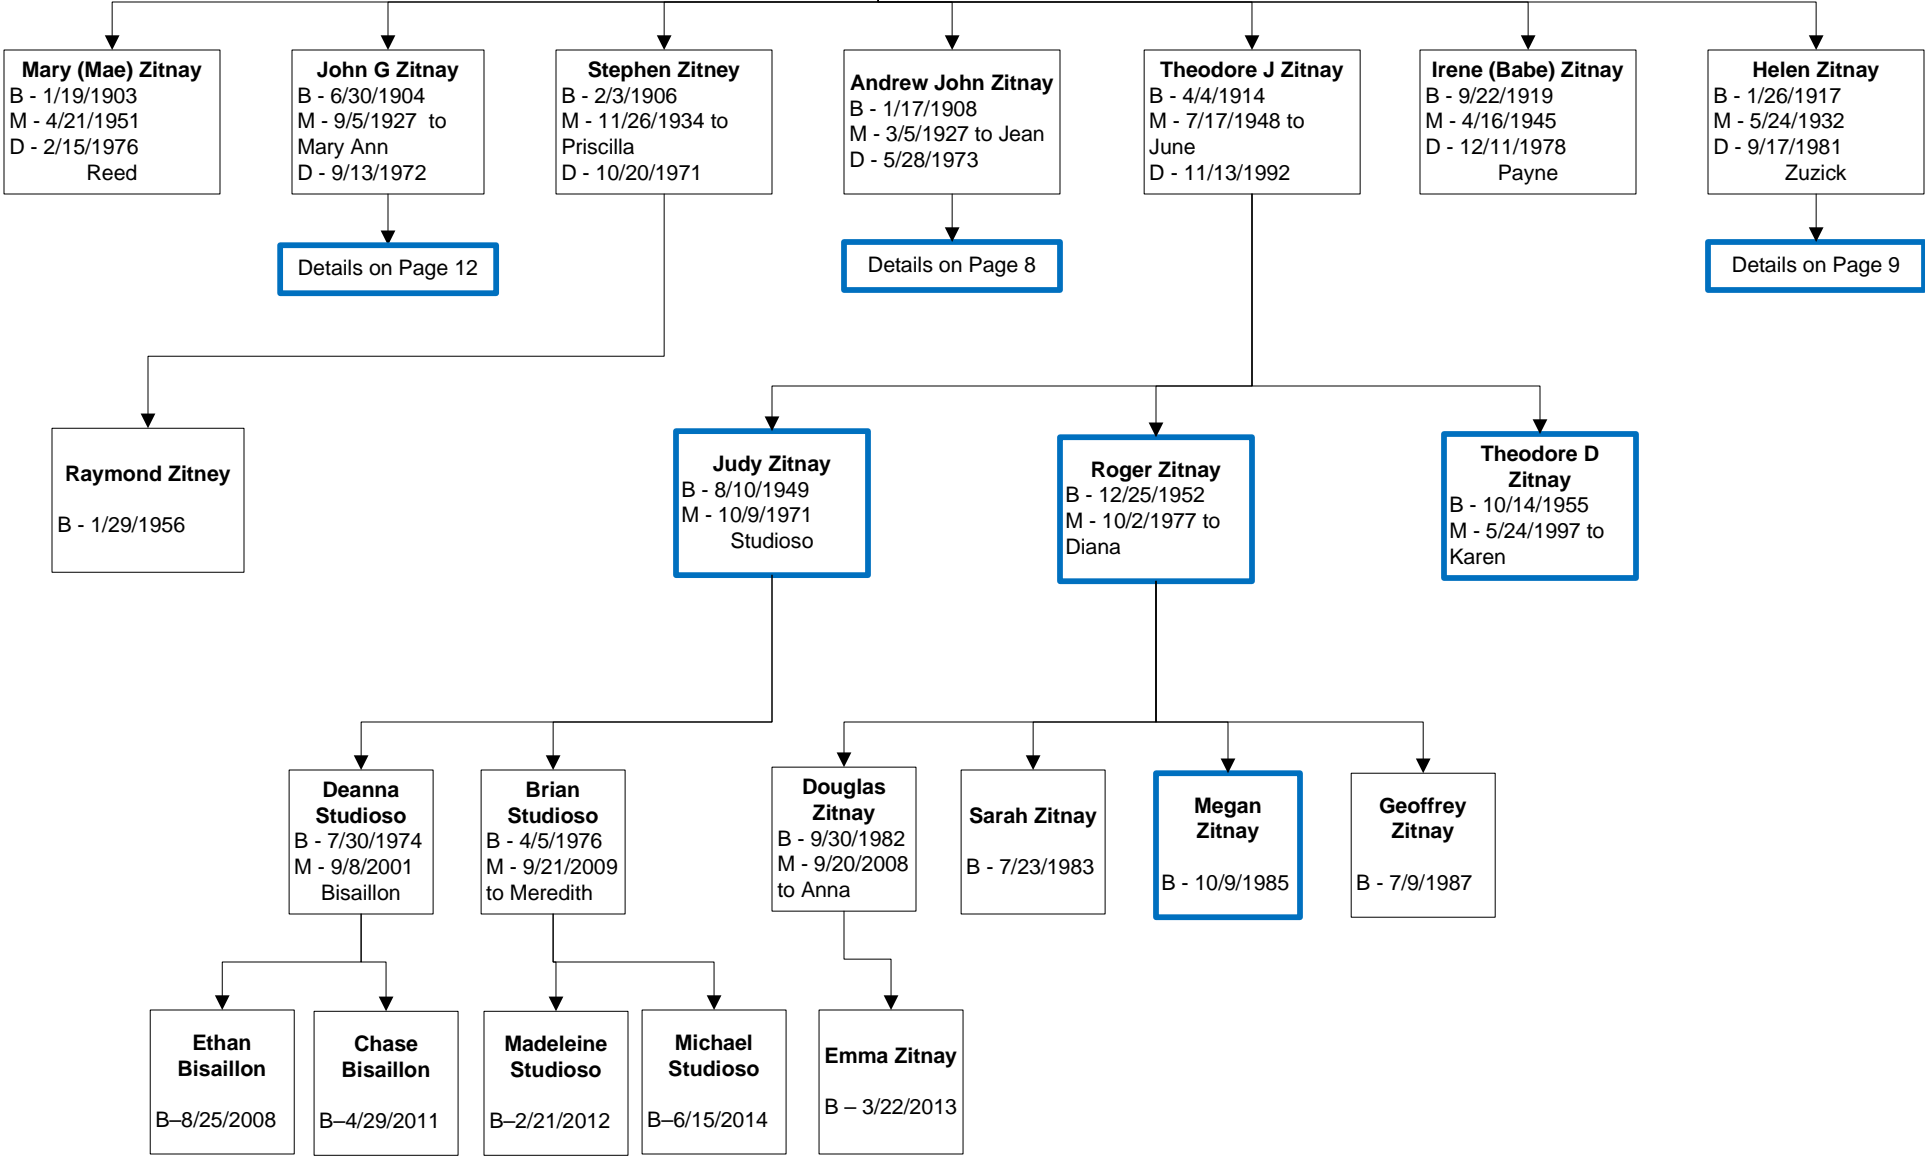 Mary (Mae) Zitnay
B - 1/19/1903
M - 4/21/1951
D - 2/15/1976
Reed
John G Zitnay
B - 6/30/1904
M - 9/5/1927 to
Mary Ann
D - 9/13/1972
Stephen Zitney
B - 2/3/1906
M - 11/26/1934 to
Priscilla
D - 10/20/1971
Andrew John Zitnay
B - 1/17/1908
M - 3/5/1927 to Jean
D - 5/28/1973
Theodore J Zitnay
B - 4/4/1914
M - 7/17/1948 to
June
D - 11/13/1992
Irene (Babe) Zitnay
B - 9/22/1919
M - 4/16/1945
D - 12/11/1978
Payne
Helen Zitnay
B - 1/26/1917
M - 5/24/1932
D - 9/17/1981
Zuzick
Details on Page 12
Details on Page 8
Details on Page 9
Raymond Zitney
B - 1/29/1956
Judy Zitnay
B - 8/10/1949
M - 10/9/1971
Studioso
Roger Zitnay
B - 12/25/1952
M - 10/2/1977 to
Diana
Theodore D
Zitnay
B - 10/14/1955
M - 5/24/1997 to
Karen
Deanna
Studioso
B - 7/30/1974
M - 9/8/2001
Bisaillon
Brian
Studioso
B - 4/5/1976
M - 9/21/2009
to Meredith
Douglas
Zitnay
B - 9/30/1982
M - 9/20/2008
to Anna
Sarah Zitnay
B - 7/23/1983
Megan
Zitnay
B - 10/9/1985
Geoffrey
Zitnay
B - 7/9/1987
Ethan
Bisaillon
B–8/25/2008
Chase
Bisaillon
B–4/29/2011
Madeleine
Studioso
B–2/21/2012
Michael
Studioso
B–6/15/2014
Emma Zitnay
B – 3/22/2013